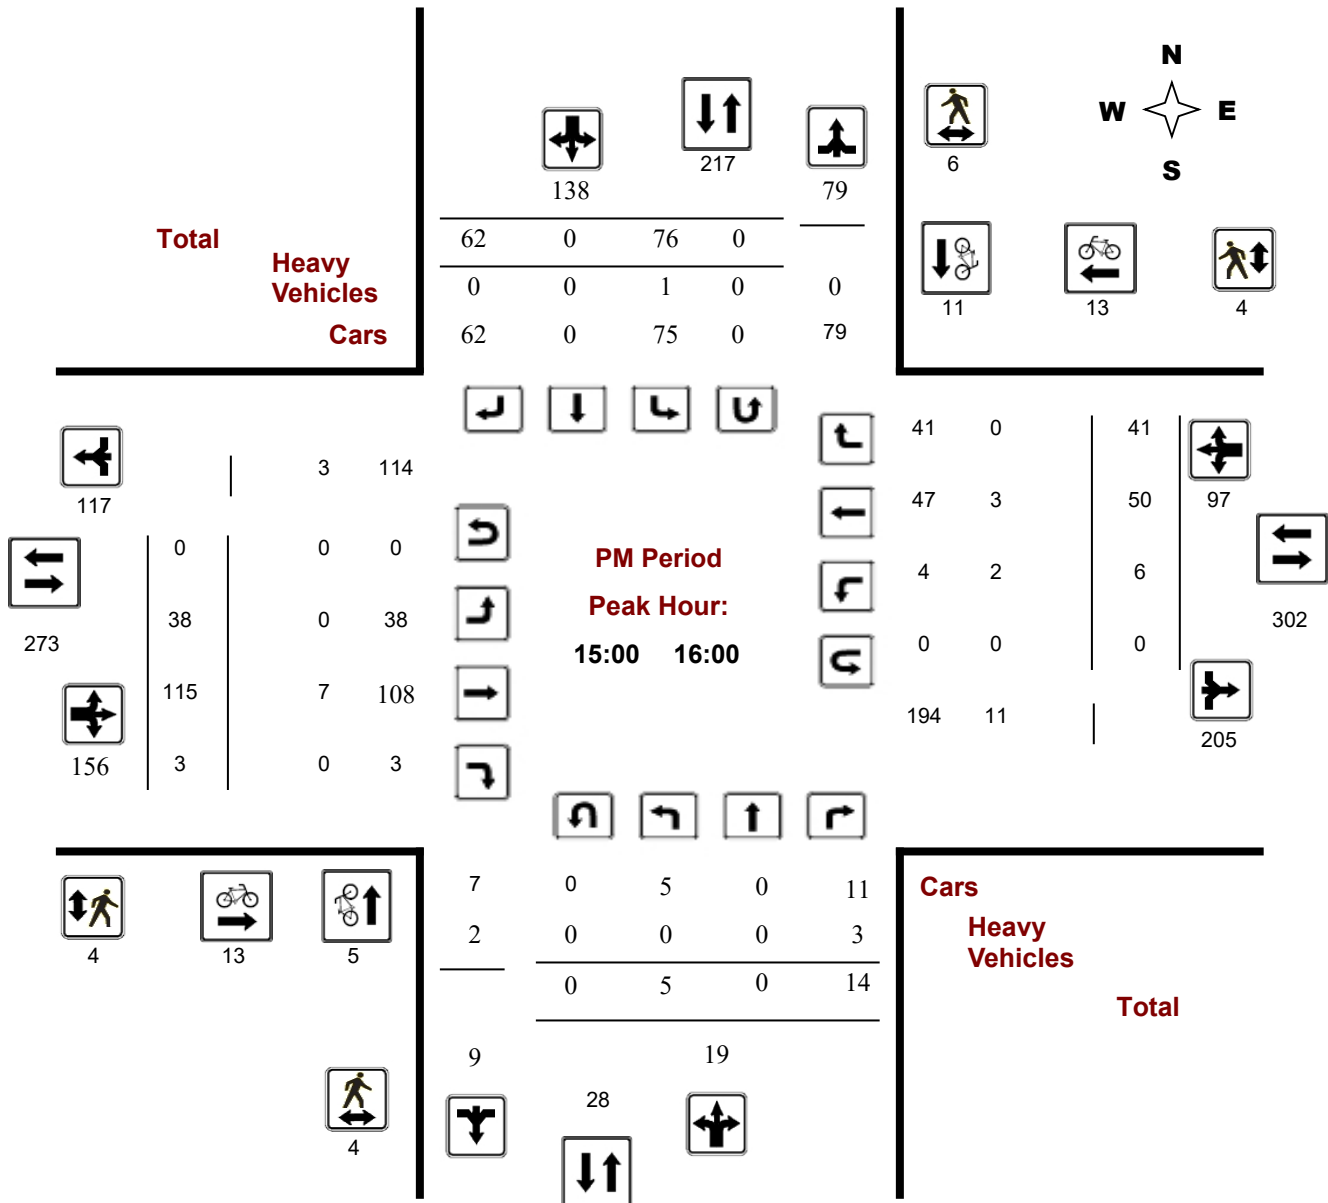 N
W E
S
217
6
138 79
Total
62 0 76 0
Heavy
Vehicles
0 0 1 0 0
11 13 4
Cars
62 0 75 0 79
41 0 41
3 114
117
47 3 50 97
0 0 0
PM Period
4 2 6
Peak Hour:
38 0 38
302
273
15:00 16:00
0 0 0
115 7 108
194 11
205
156 3 0 3
7 0 5 0 11
Cars
2 0 0 0 3
Heavy
Vehicles
4 13 5
0 5 0 14
Total
9 19
28
4